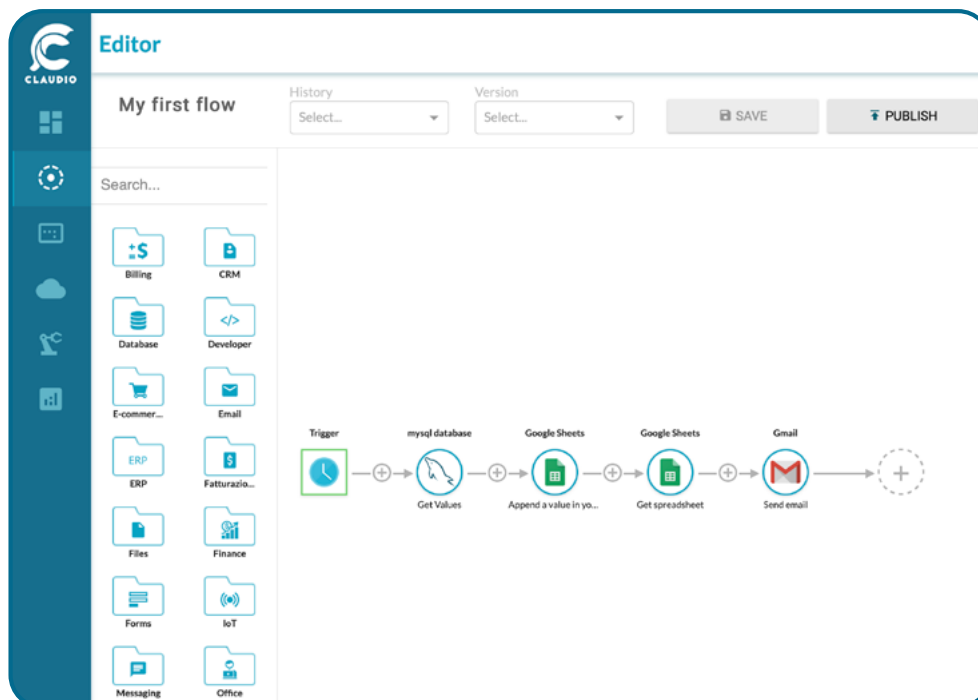 CLAUDIO
Editor
My first flow
History
Select...
Version
Select...
SAVE
PUBLISH
Search...
Billing
CRM
Database
Developer
E-commer...
Email
ERP
ERP
Fatturazio...
Files
Finance
Forms
IoT
Messaging
Office
Trigger
mysql database
Get Values
Google Sheets
Append a value in yo...
Google Sheets
Get spreadsheet
Gmail
Send email